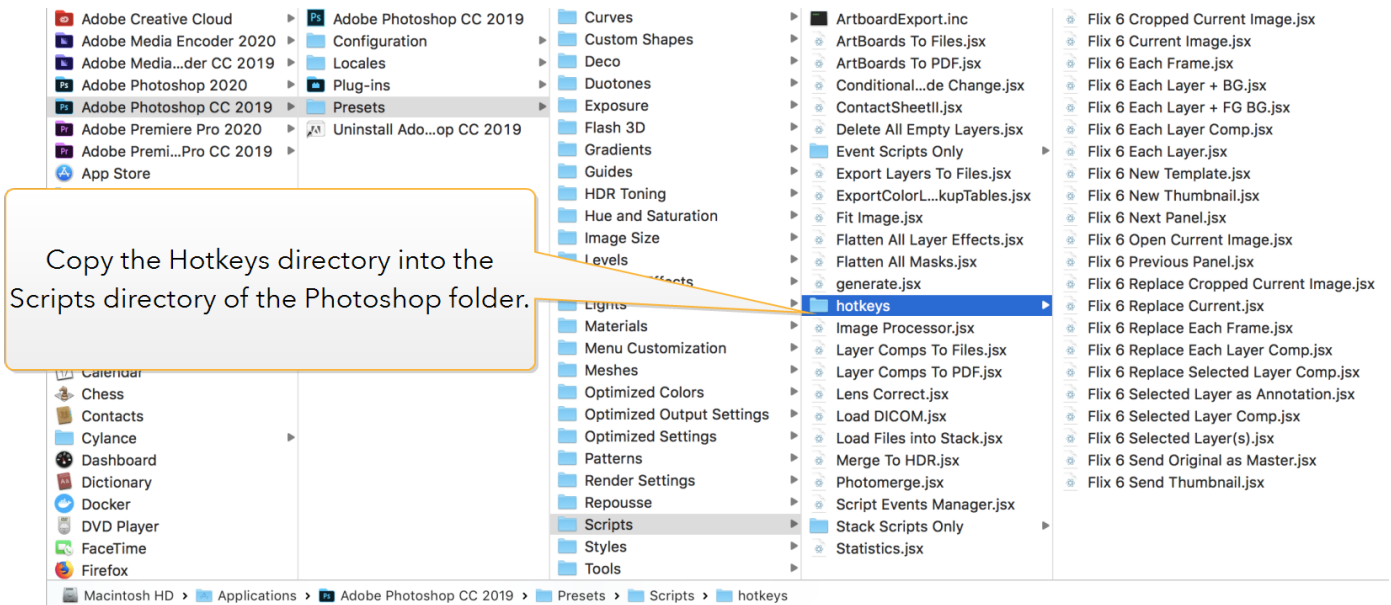 Adobe Creative Cloud
Adobe Media Encoder 2020
Adobe Media...der CC 2019
Adobe Photoshop 2020
Adobe Photoshop CC 2019
Adobe Premiere Pro 2020
Adobe Premi...Pro CC 2019
App Store
Copy the Hotkeys directory into the
Scripts directory of the Photoshop folder.
Calendar
Chess
Contacts
Cylance
Dashboard
Dictionary
Docker
DVD Player
FaceTime
Firefox
Adobe Photoshop CC 2019
Configuration
Locales
Plug-ins
Presets
Uninstall Ado...op CC 2019
Curves
Custom Shapes
Deco
Duotones
Exposure
Flash 3D
Gradients
Guides
HDR Toning
Hue and Saturation
Image Size
Levels
Lights
Materials
Menu Customization
Meshes
Optimized Colors
Optimized Output Settings
Optimized Settings
Patterns
Render Settings
Repousse
Scripts
Styles
Tools
ArtboardExport.inc
ArtBoards To Files.jsx
ArtBoards To PDF.jsx
Conditional...de Change.jsx
ContactSheetII.jsx
Delete All Empty Layers.jsx
Event Scripts Only
Export Layers To Files.jsx
ExportColorL...kupTables.jsx
Fit Image.jsx
Flatten All Layer Effects.jsx
Flatten All Masks.jsx
generate.jsx
hotkeys
Image Processor.jsx
Layer Comps To Files.jsx
Layer Comps To PDF.jsx
Lens Correct.jsx
Load DICOM.jsx
Load Files into Stack.jsx
Merge To HDR.jsx
Photomerge.jsx
Script Events Manager.jsx
Stack Scripts Only
Statistics.jsx
Flix 6 Cropped Current Image.jsx
Flix 6 Current Image.jsx
Flix 6 Each Frame.jsx
Flix 6 Each Layer + BG.jsx
Flix 6 Each Layer + FG BG.jsx
Flix 6 Each Layer Comp.jsx
Flix 6 Each Layer.jsx
Flix 6 New Template.jsx
Flix 6 New Thumbnail.jsx
Flix 6 Next Panel.jsx
Flix 6 Open Current Image.jsx
Flix 6 Previous Panel.jsx
Flix 6 Replace Cropped Current Image.jsx
Flix 6 Replace Current.jsx
Flix 6 Replace Each Frame.jsx
Flix 6 Replace Each Layer Comp.jsx
Flix 6 Replace Selected Layer Comp.jsx
Flix 6 Selected Layer as Annotation.jsx
Flix 6 Selected Layer Comp.jsx
Flix 6 Selected Layer(s).jsx
Flix 6 Send Original as Master.jsx
Flix 6 Send Thumbnail.jsx
Macintosh HD › Applications › Adobe Photoshop CC 2019 › Presets › Scripts › hotkeys